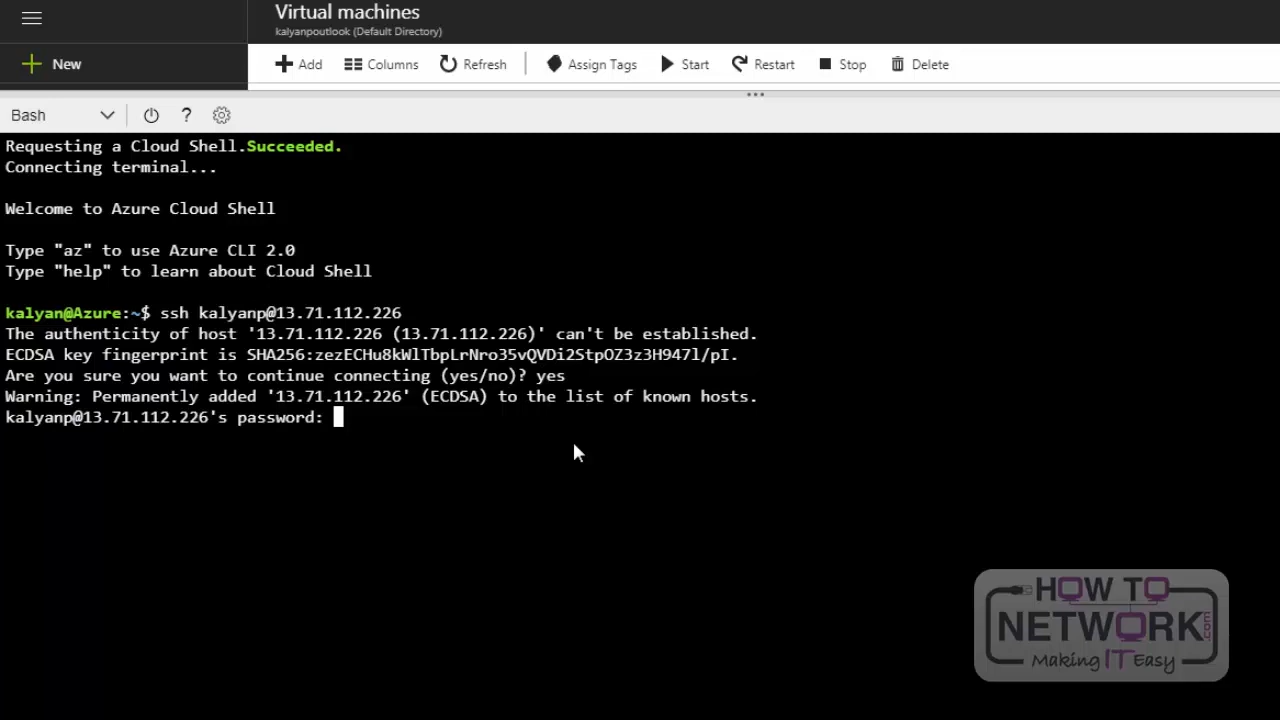 Virtual machines
kalyanpoutlook (Default Directory)
New
Add Columns Refresh Assign Tags Start Restart Stop Delete
Bash ?
Requesting a Cloud Shell.Succeeded.
Connecting terminal...
Welcome to Azure Cloud Shell
Type "az" to use Azure CLI 2.0
Type "help" to learn about Cloud Shell
kalyan@Azure:~$ ssh kalyanp@13.71.112.226
The authenticity of host '13.71.112.226 (13.71.112.226)' can't be established.
ECDSA key fingerprint is SHA256:zezECHu8kWlTbpLrNro35vQVDi2StpOZ3z3H947l/pI.
Are you sure you want to continue connecting (yes/no)? yes
Warning: Permanently added '13.71.112.226' (ECDSA) to the list of known hosts.
kalyanp@13.71.112.226's password:
HOW TO
NETWORK.com
Making IT Easy